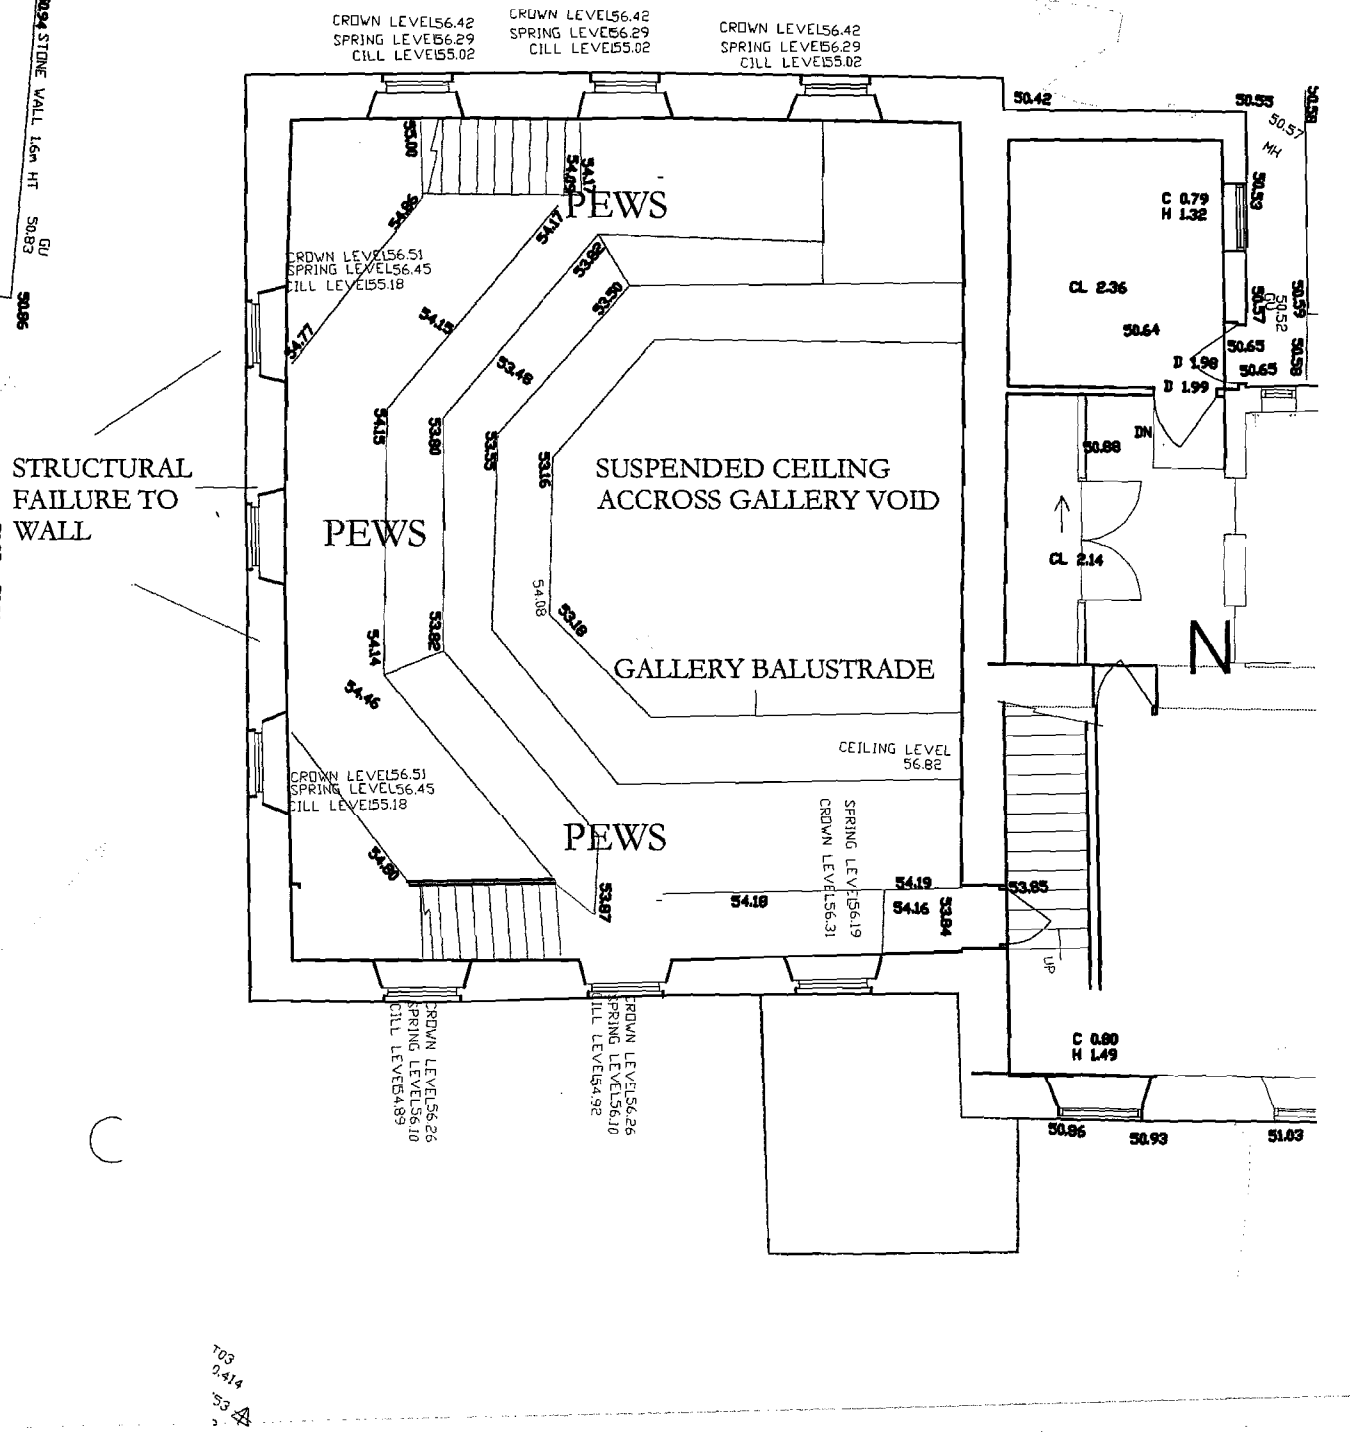 CROWN LEVEL56.42
SPRING LEVEL56.29
CILL LEVEL55.02
CROWN LEVEL56.42
SPRING LEVEL56.29
CILL LEVEL55.02
CROWN LEVEL56.42
SPRING LEVEL56.29
CILL LEVEL55.02
STONE WALL 1.6m HT
GU
50.83
50.86
50.42
50.55
50.57
MH
50.58
55.00
54.09
54.17
PEWS
54.86
54.17
C 0.79
H 1.32
50.53
CROWN LEVEL56.51
SPRING LEVEL56.45
CILL LEVEL55.18
53.82
53.50
CL 2.36
50.64
50.57
GU
50.52
50.59
54.77
54.15
53.48
50.65
50.58
D 1.98
50.65
D 1.99
54.15
53.80
53.55
53.16
DN
50.88
STRUCTURAL
FAILURE TO
WALL
SUSPENDED CEILING
ACCROSS GALLERY VOID
PEWS
CL 2.14
54.08
53.18
54.14
53.82
N
54.46
GALLERY BALUSTRADE
CEILING LEVEL
56.82
CROWN LEVEL56.51
SPRING LEVEL56.45
CILL LEVEL55.18
PEWS
SPRING LEVEL56.19
CROWN LEVEL56.31
54.80
53.87
54.18
54.19
54.16
53.84
53.85
UP
CROWN LEVEL56.26
SPRING LEVEL56.10
CILL LEVEL54.89
CROWN LEVEL56.26
SPRING LEVEL56.10
CILL LEVEL54.92
C 0.80
H 1.49
50.86
50.93
51.03
T03
0.414